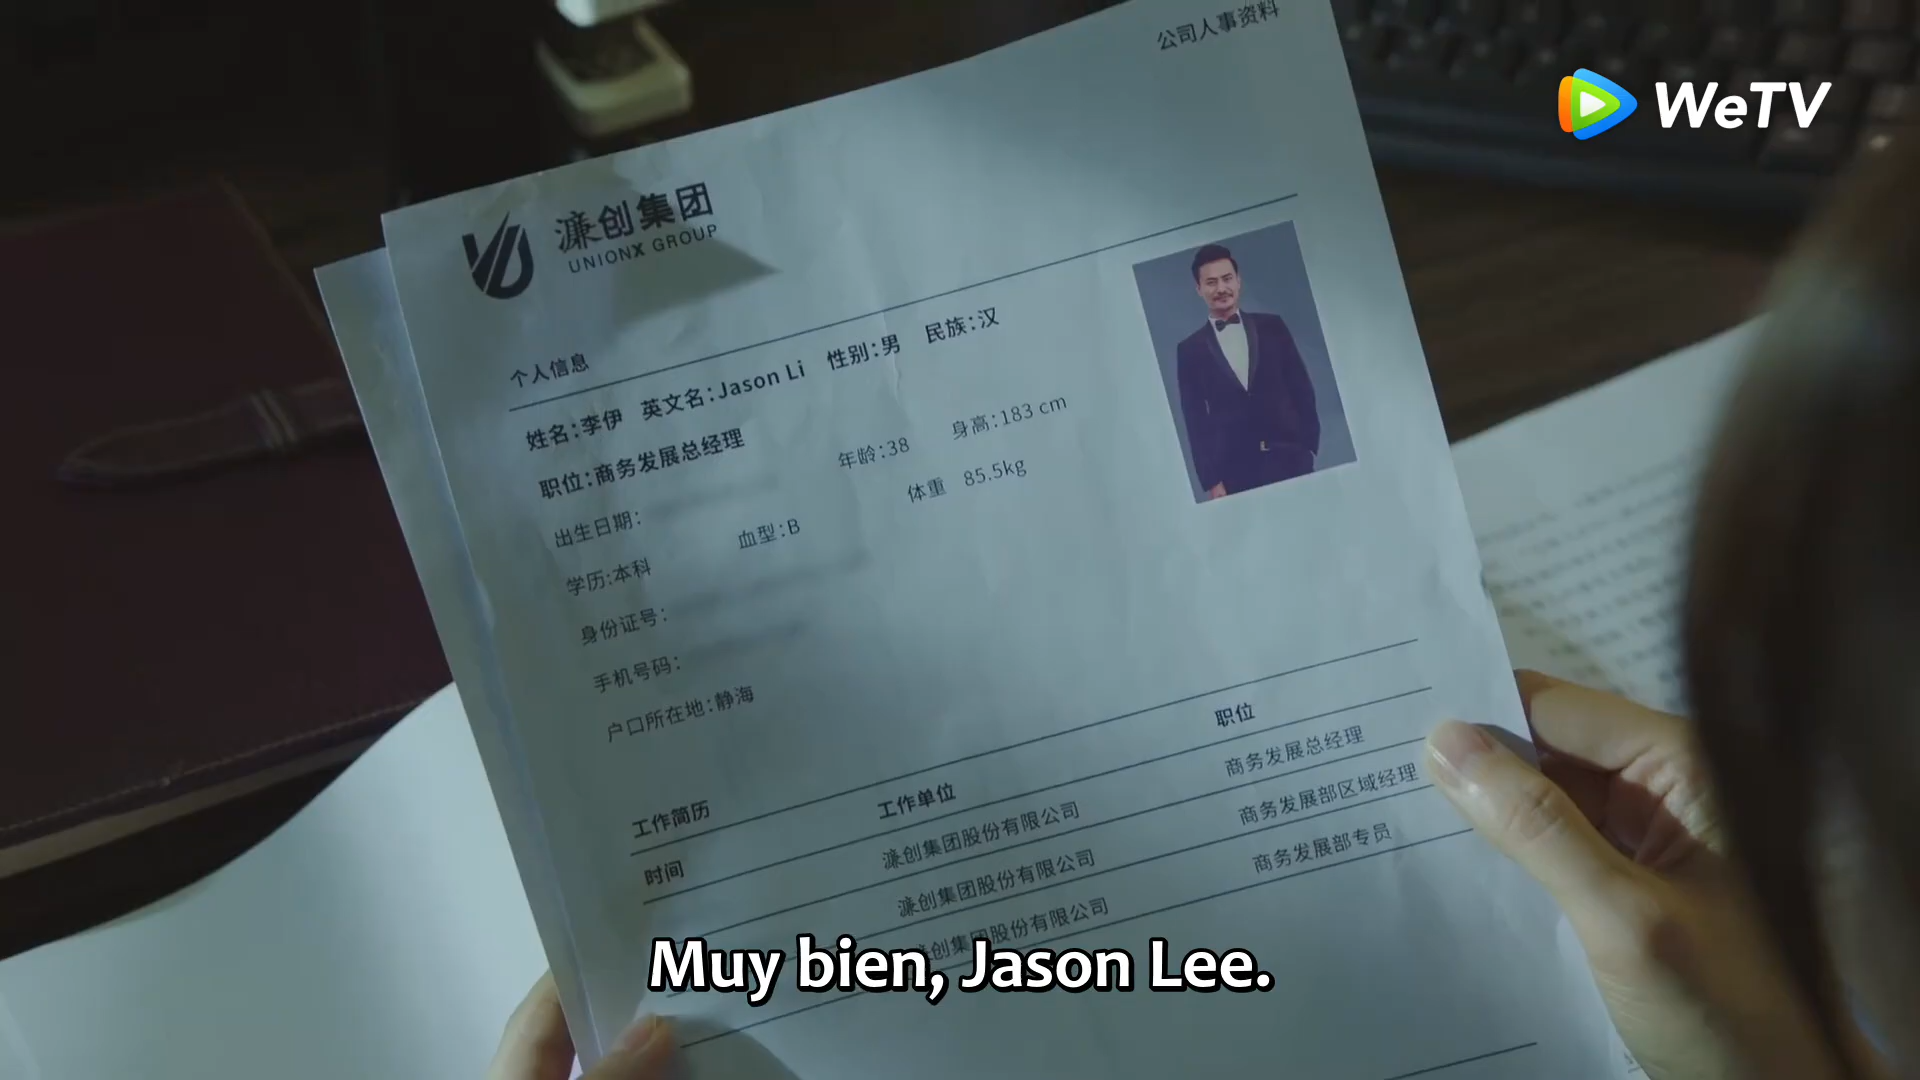 公司人事资料
WeTV
濂创集团
UNIONX GROUP
个人信息
姓名:李伊 英文名:Jason Li 性别:男 民族:汉
职位:商务发展总经理 年龄:38 身高:183 cm
出生日期: 体重 85.5kg
学历:本科 血型:B
身份证号:
手机号码:
户口所在地:静海
工作简历 工作单位 职位
时间 濂创集团股份有限公司 商务发展总经理
濂创集团股份有限公司 商务发展部区域经理
创集团股份有限公司 商务发展部专员
Muy bien, Jason Lee.